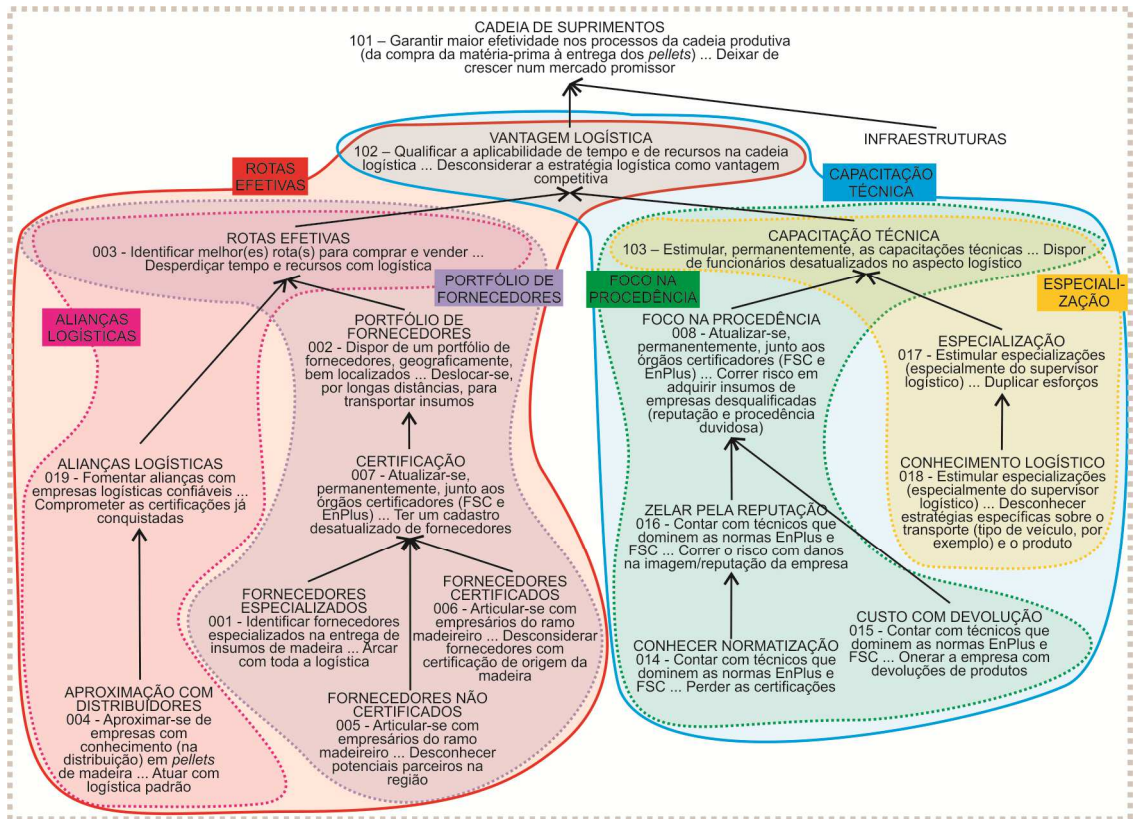 CADEIA DE SUPRIMENTOS
101 – Garantir maior efetividade nos processos da cadeia produtiva
(da compra da matéria-prima à entrega dos pellets) ... Deixar de
crescer num mercado promissor
INFRAESTRUTURAS
VANTAGEM LOGÍSTICA
102 – Qualificar a aplicabilidade de tempo e de recursos na cadeia
logística ... Desconsiderar a estratégia logística como vantagem
competitiva
ROTAS
EFETIVAS
CAPACITAÇÃO
TÉCNICA
ROTAS EFETIVAS
003 - Identificar melhor(es) rota(s) para comprar e vender ...
Desperdiçar tempo e recursos com logística
CAPACITAÇÃO TÉCNICA
103 – Estimular, permanentemente, as capacitações técnicas ... Dispor
de funcionários desatualizados no aspecto logístico
ALIANÇAS
LOGÍSTICAS
PORTFÓLIO DE
FORNECEDORES
FOCO NA
PROCEDÊNCIA
ESPECIALI-
ZAÇÃO
PORTFÓLIO DE
FORNECEDORES
002 - Dispor de um portfólio de
fornecedores, geograficamente,
bem localizados ... Deslocar-se,
por longas distâncias, para
transportar insumos
FOCO NA PROCEDÊNCIA
008 - Atualizar-se,
permanentemente, junto aos
órgãos certificadores (FSC e
EnPlus) ... Correr risco em
adquirir insumos de
empresas desqualificadas
(reputação e procedência
duvidosa)
ESPECIALIZAÇÃO
017 - Estimular especializações
(especialmente do supervisor
logístico) ... Duplicar esforços
ALIANÇAS LOGÍSTICAS
019 - Fomentar alianças com
empresas logísticas confiáveis ...
Comprometer as certificações já
conquistadas
CERTIFICAÇÃO
007 - Atualizar-se,
permanentemente, junto aos
órgãos certificadores (FSC e
EnPlus) ... Ter um cadastro
desatualizado de fornecedores
ZELAR PELA REPUTAÇÃO
016 - Contar com técnicos que
dominem as normas EnPlus e
FSC ... Correr o risco com danos
na imagem/reputação da empresa
CONHECIMENTO LOGÍSTICO
018 - Estimular especializações
(especialmente do supervisor
logístico) ... Desconhecer
estratégias específicas sobre o
transporte (tipo de veiculo, por
exemplo) e o produto
FORNECEDORES
ESPECIALIZADOS
001 - Identificar fornecedores
especializados na entrega de
insumos de madeira ... Arcar
com toda a logística
FORNECEDORES
CERTIFICADOS
006 - Articular-se com
empresários do ramo
madeireiro ... Desconsiderar
fornecedores com
certificação de origem da
madeira
CONHECER NORMATIZAÇÃO
014 - Contar com técnicos que
dominem as normas EnPlus e
FSC ... Perder as certificações
CUSTO COM DEVOLUÇÃO
015 - Contar com técnicos que
dominem as normas EnPlus e
FSC ... Onerar a empresa com
devoluções de produtos
APROXIMAÇÃO COM
DISTRIBUIDORES
004 - Aproximar-se de
empresas com
conhecimento (na
distribuição) em pellets
de madeira ... Atuar com
logística padrão
FORNECEDORES NÃO
CERTIFICADOS
005 - Articular-se com
empresários do ramo
madeireiro ... Desconhecer
potenciais parceiros na
região